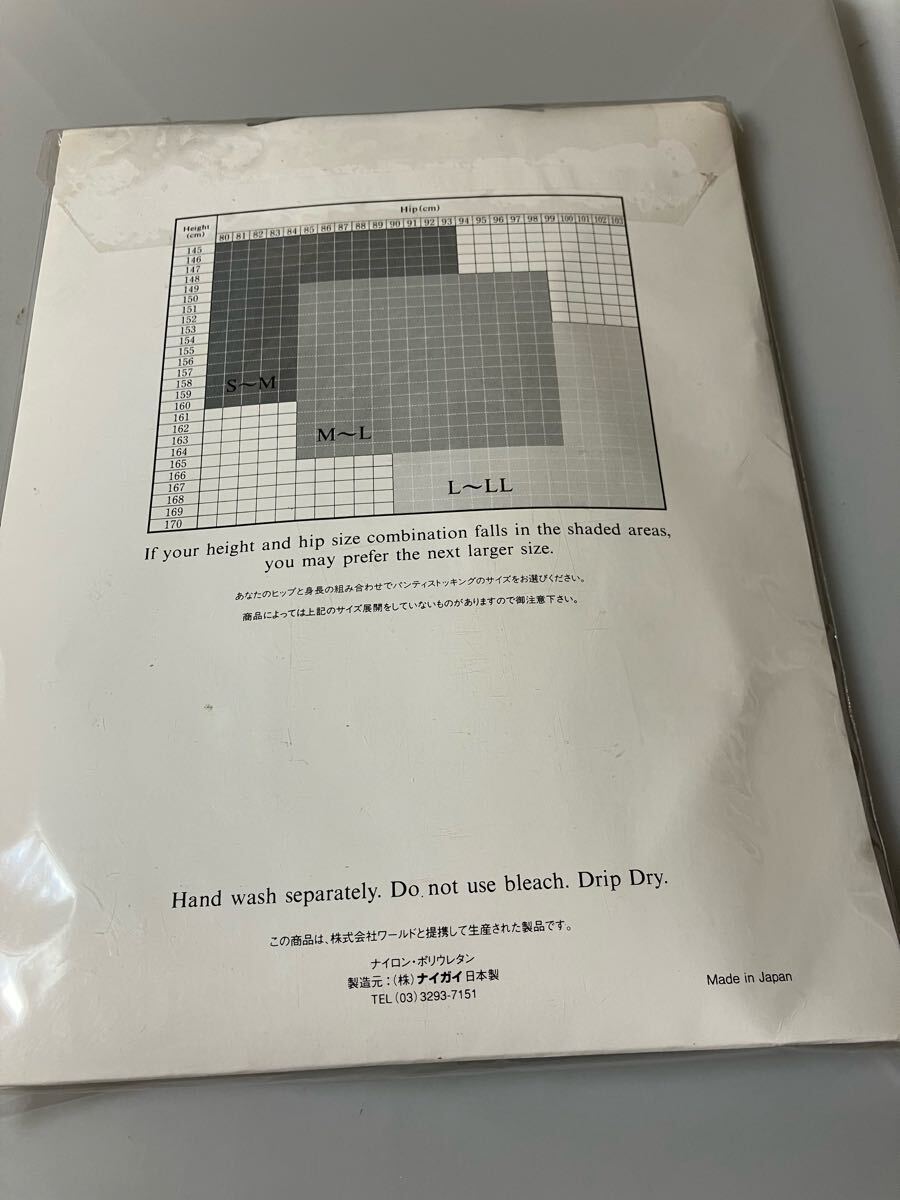 Hip(cm)
Height
(cm)
80 81 82 83 84 85 86 87 88 89 90 91 92 93 94 95 96 97 98 99 100 101 102 103
145
146
147
148
149
150
151
152
153
154
155
156
157
158
159
160
161
162
163
164
165
166
167
168
169
170
S～M
M～L
L～LL
If your height and hip size combination falls in the shaded areas,
you may prefer the next larger size.
あなたのヒップと身長の組み合わせでパンティストッキングのサイズをお選びください。
商品によっては上記のサイズ展開をしていないものがありますので御注意下さい。
Hand wash separately. Do not use bleach. Drip Dry.
この商品は、株式会社ワールドと提携して生産された製品です。
ナイロン・ポリウレタン
製造元：(株)ナイガイ日本製
TEL(03)3293-7151
Made in Japan